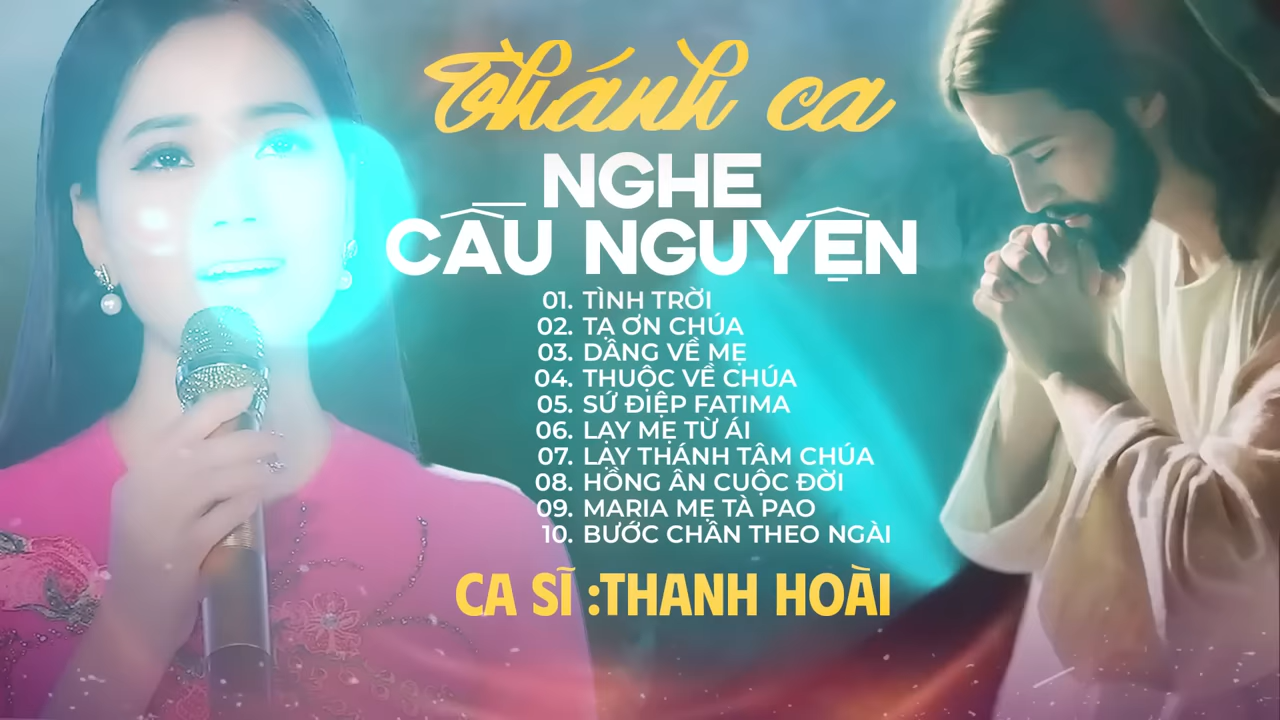 Thánh ca
NGHE
CẦU NGUYỆN
01. TÌNH TRỜI
02. TẠ ƠN CHÚA
03. DÂNG VỀ MẸ
04. THUỘC VỀ CHÚA
05. SỨ ĐIỆP FATIMA
06. LẠY MẸ TỪ ÁI
07. LẠY THÁNH TÂM CHÚA
08. HỒNG ÂN CUỘC ĐỜI
09. MARIA MẸ TÀ PAO
10. BƯỚC CHÂN THEO NGÀI
CA SĨ :THANH HOÀI